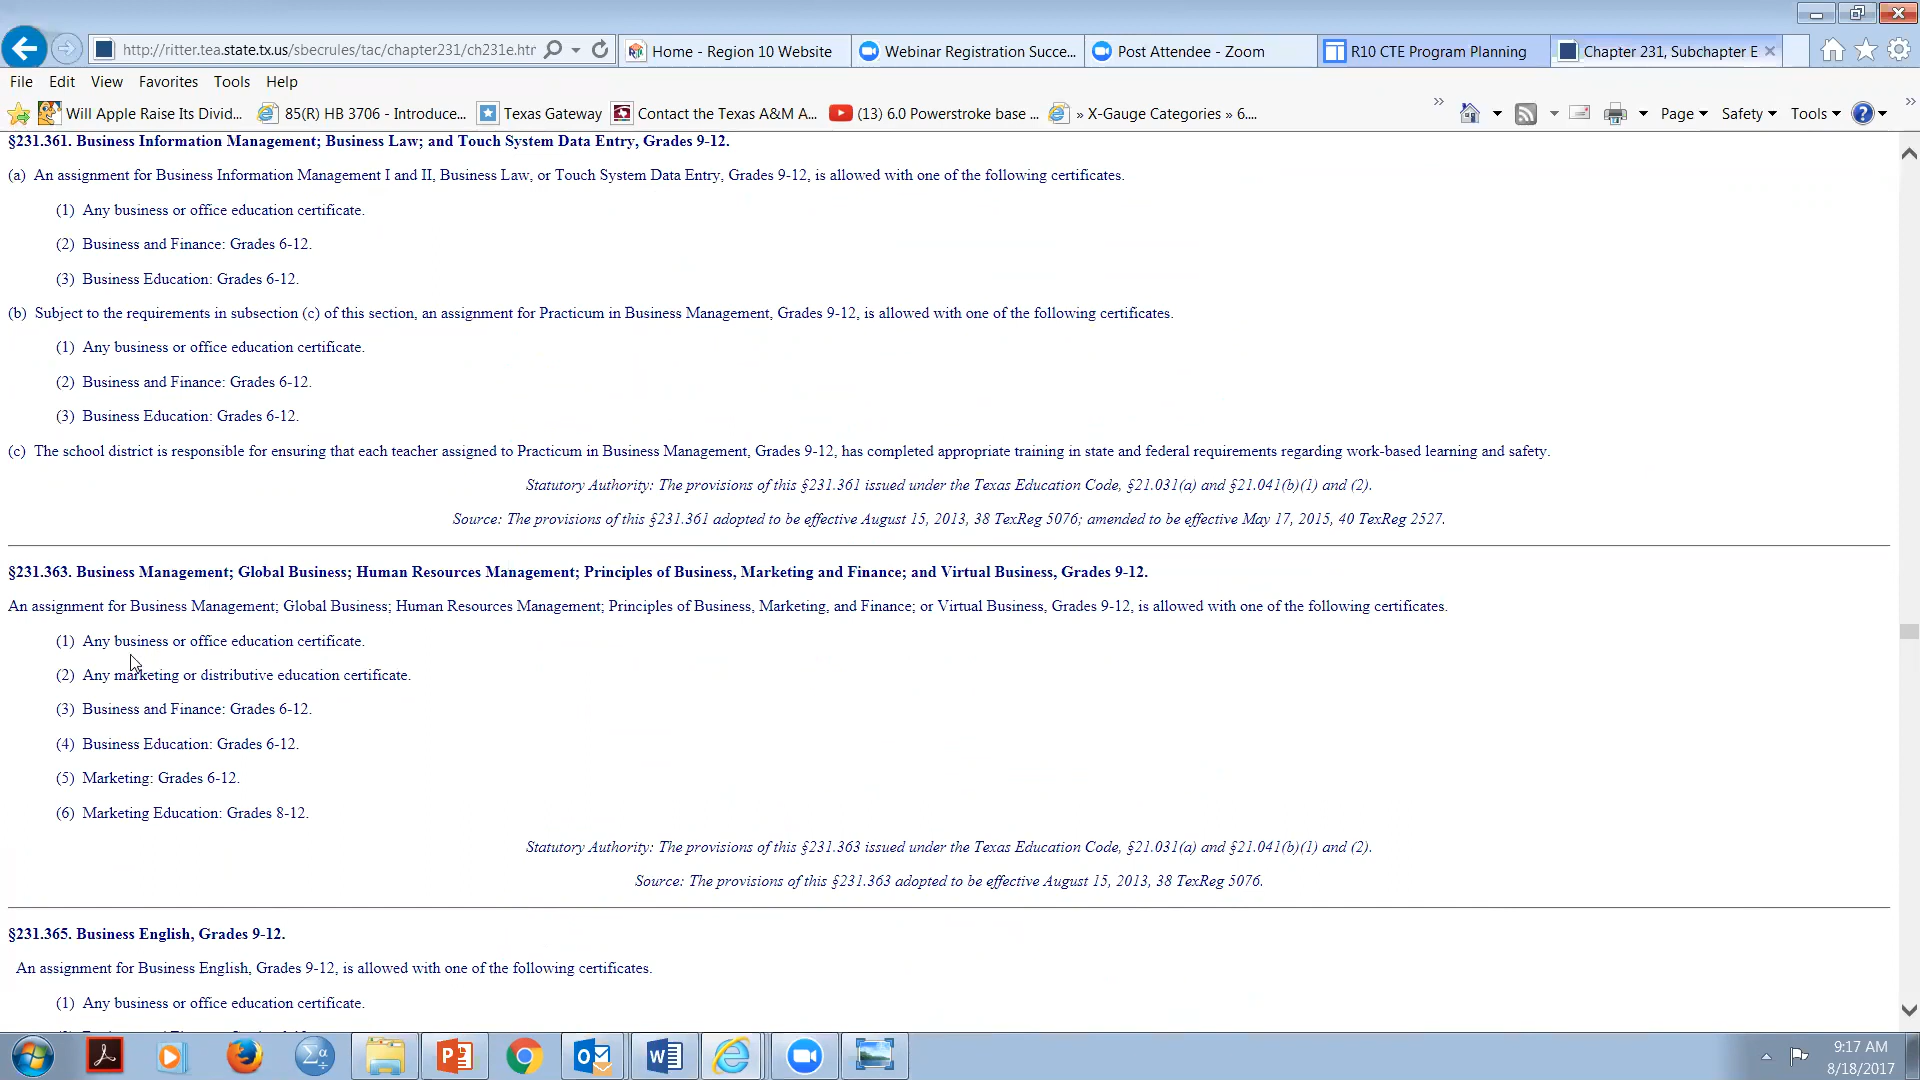 http://ritter.tea.state.tx.us/sbecrules/tac/chapter231/ch231e.htr
Home - Region 10 Website
Webinar Registration Succe...
Post Attendee - Zoom
R10 CTE Program Planning
Chapter 231, Subchapter E
File Edit View Favorites Tools Help
Will Apple Raise Its Divid...
85(R) HB 3706 - Introduce...
Texas Gateway
Contact the Texas A&M A...
(13) 6.0 Powerstroke base ...
» X-Gauge Categories » 6....
Page
Safety
Tools
§231.361. Business Information Management; Business Law; and Touch System Data Entry, Grades 9-12.
(a) An assignment for Business Information Management I and II, Business Law, or Touch System Data Entry, Grades 9-12, is allowed with one of the following certificates.
(1) Any business or office education certificate.
(2) Business and Finance: Grades 6-12.
(3) Business Education: Grades 6-12.
(b) Subject to the requirements in subsection (c) of this section, an assignment for Practicum in Business Management, Grades 9-12, is allowed with one of the following certificates.
(1) Any business or office education certificate.
(2) Business and Finance: Grades 6-12.
(3) Business Education: Grades 6-12.
(c) The school district is responsible for ensuring that each teacher assigned to Practicum in Business Management, Grades 9-12, has completed appropriate training in state and federal requirements regarding work-based learning and safety.
Statutory Authority: The provisions of this §231.361 issued under the Texas Education Code, §21.031(a) and §21.041(b)(1) and (2).
Source: The provisions of this §231.361 adopted to be effective August 15, 2013, 38 TexReg 5076; amended to be effective May 17, 2015, 40 TexReg 2527.
§231.363. Business Management; Global Business; Human Resources Management; Principles of Business, Marketing and Finance; and Virtual Business, Grades 9-12.
An assignment for Business Management; Global Business; Human Resources Management; Principles of Business, Marketing, and Finance; or Virtual Business, Grades 9-12, is allowed with one of the following certificates.
(1) Any business or office education certificate.
(2) Any marketing or distributive education certificate.
(3) Business and Finance: Grades 6-12.
(4) Business Education: Grades 6-12.
(5) Marketing: Grades 6-12.
(6) Marketing Education: Grades 8-12.
Statutory Authority: The provisions of this §231.363 issued under the Texas Education Code, §21.031(a) and §21.041(b)(1) and (2).
Source: The provisions of this §231.363 adopted to be effective August 15, 2013, 38 TexReg 5076.
§231.365. Business English, Grades 9-12.
An assignment for Business English, Grades 9-12, is allowed with one of the following certificates.
(1) Any business or office education certificate.
9:17 AM
8/18/2017